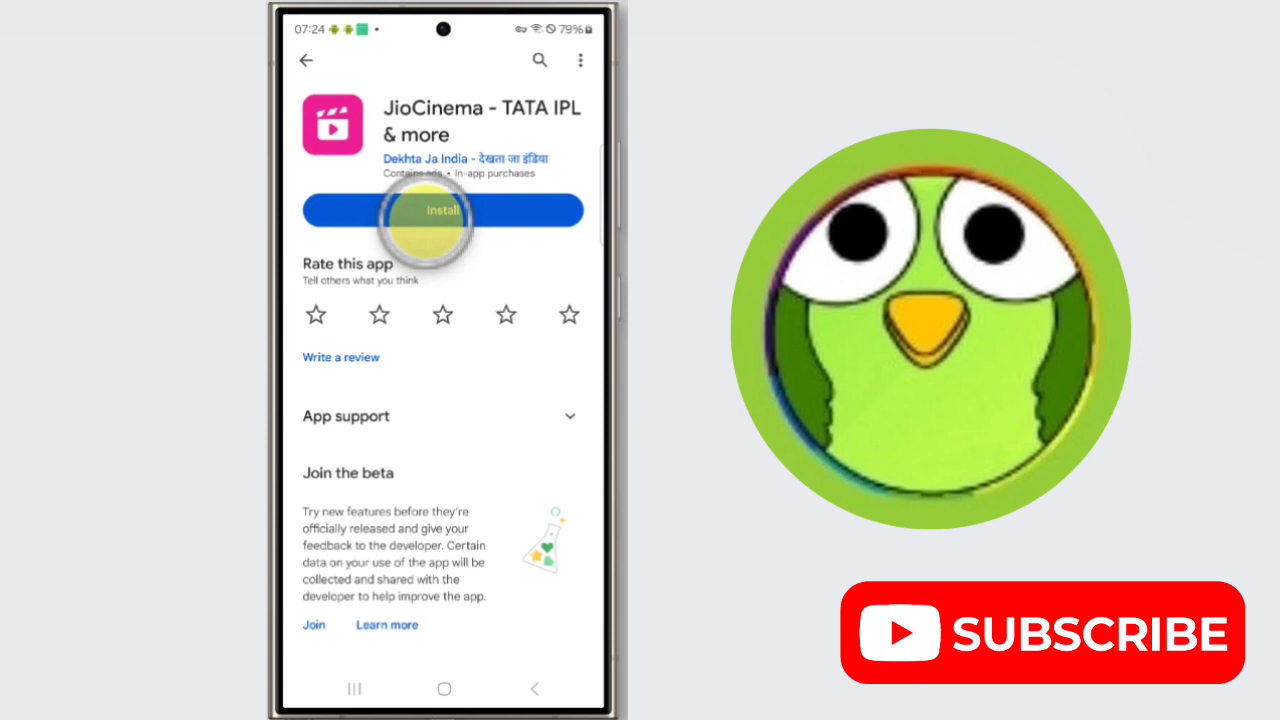 07:24
79%
JioCinema - TATA IPL
& more
Dekhta Ja India - देखता जा इंडिया
Contains ads • In-app purchases
Install
Rate this app
Tell others what you think
Write a review
App support
Join the beta
Try new features before they're
officially released and give your
feedback to the developer. Certain
data on your use of the app will be
collected and shared with the
developer to help improve the app.
Join Learn more
SUBSCRIBE